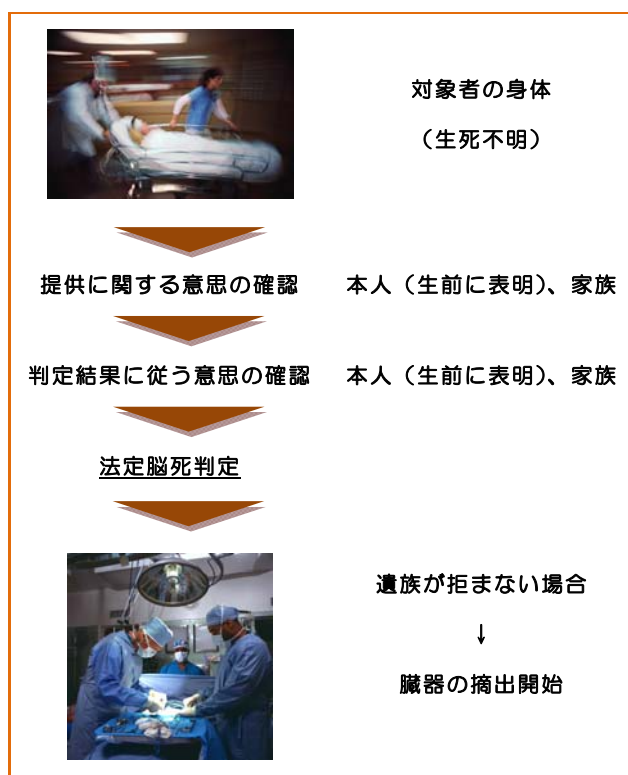 対象者の身体
（生死不明）
提供に関する意思の確認 本人（生前に表明）、家族
判定結果に従う意思の確認 本人（生前に表明）、家族
法定脳死判定
遺族が拒まない場合
↓
臓器の摘出開始